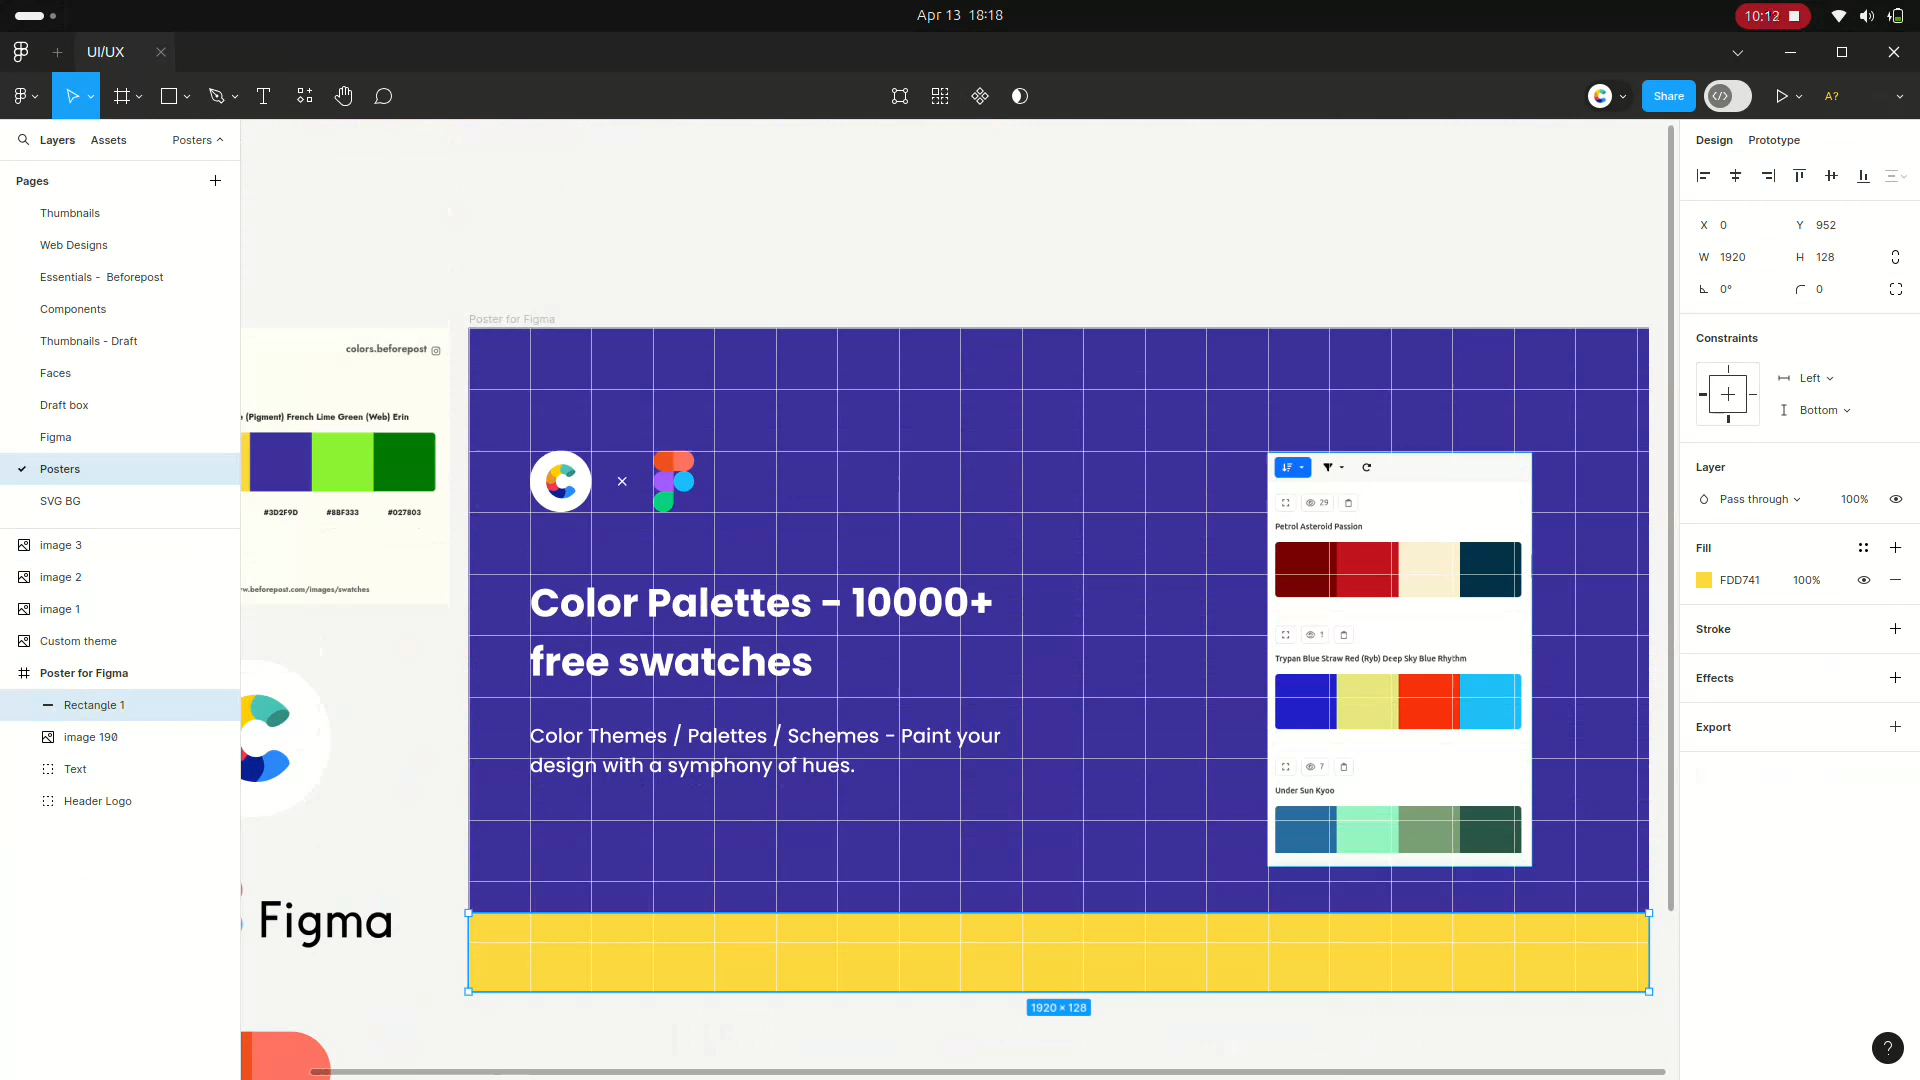 Apr 13 18:18
10:12
UI/UX
Share
A?
Layers
Assets
Posters
Pages
Thumbnails
Web Designs
Essentials - Beforepost
Components
Thumbnails - Draft
Faces
Draft box
Figma
Posters
SVG BG
image 3
image 2
image 1
Custom theme
Poster for Figma
Rectangle 1
image 190
Text
Header Logo
colors.beforepost
(Pigment) French Lime Green (Web) Erin
#3D2F9D
#8BF333
#027803
w.beforepost.com/images/swatches
Figma
Poster for Figma
Color Palettes - 10000+
free swatches
Color Themes / Palettes / Schemes - Paint your
design with a symphony of hues.
29
Petrol Asteroid Passion
1
Trypan Blue Straw Red (Ryb) Deep Sky Blue Rhythm
7
Under Sun Kyoo
1920 × 128
Design
Prototype
X 0
Y 952
W 1920
H 128
0°
0
Constraints
Left
Bottom
Layer
Pass through
100%
Fill
FDD741
100%
Stroke
Effects
Export
?